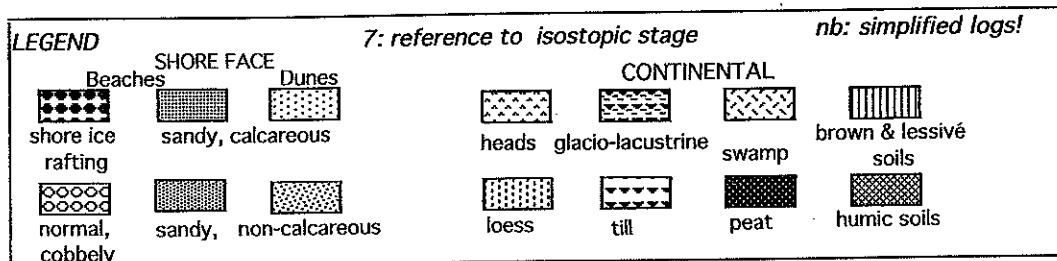 LEGEND 7: reference to isostopic stage nb: simplified logs!
SHORE FACE CONTINENTAL
Beaches Dunes
shore ice rafting
sandy, calcareous
heads
glacio-lacustrine
swamp
brown & lessivé soils
normal, cobbely
sandy, non-calcareous
loess
till
peat
humic soils